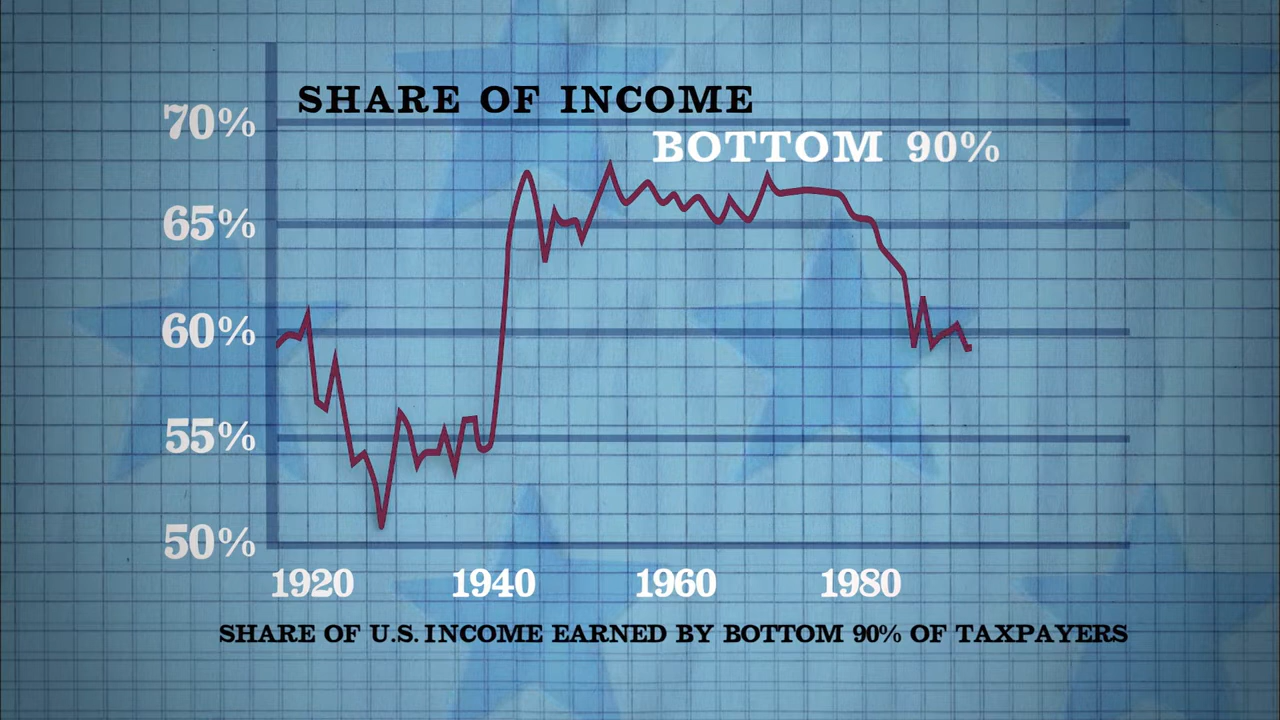 SHARE OF INCOME
BOTTOM 90%
70%
65%
60%
55%
50%
1920 1940 1960 1980
SHARE OF U.S. INCOME EARNED BY BOTTOM 90% OF TAXPAYERS